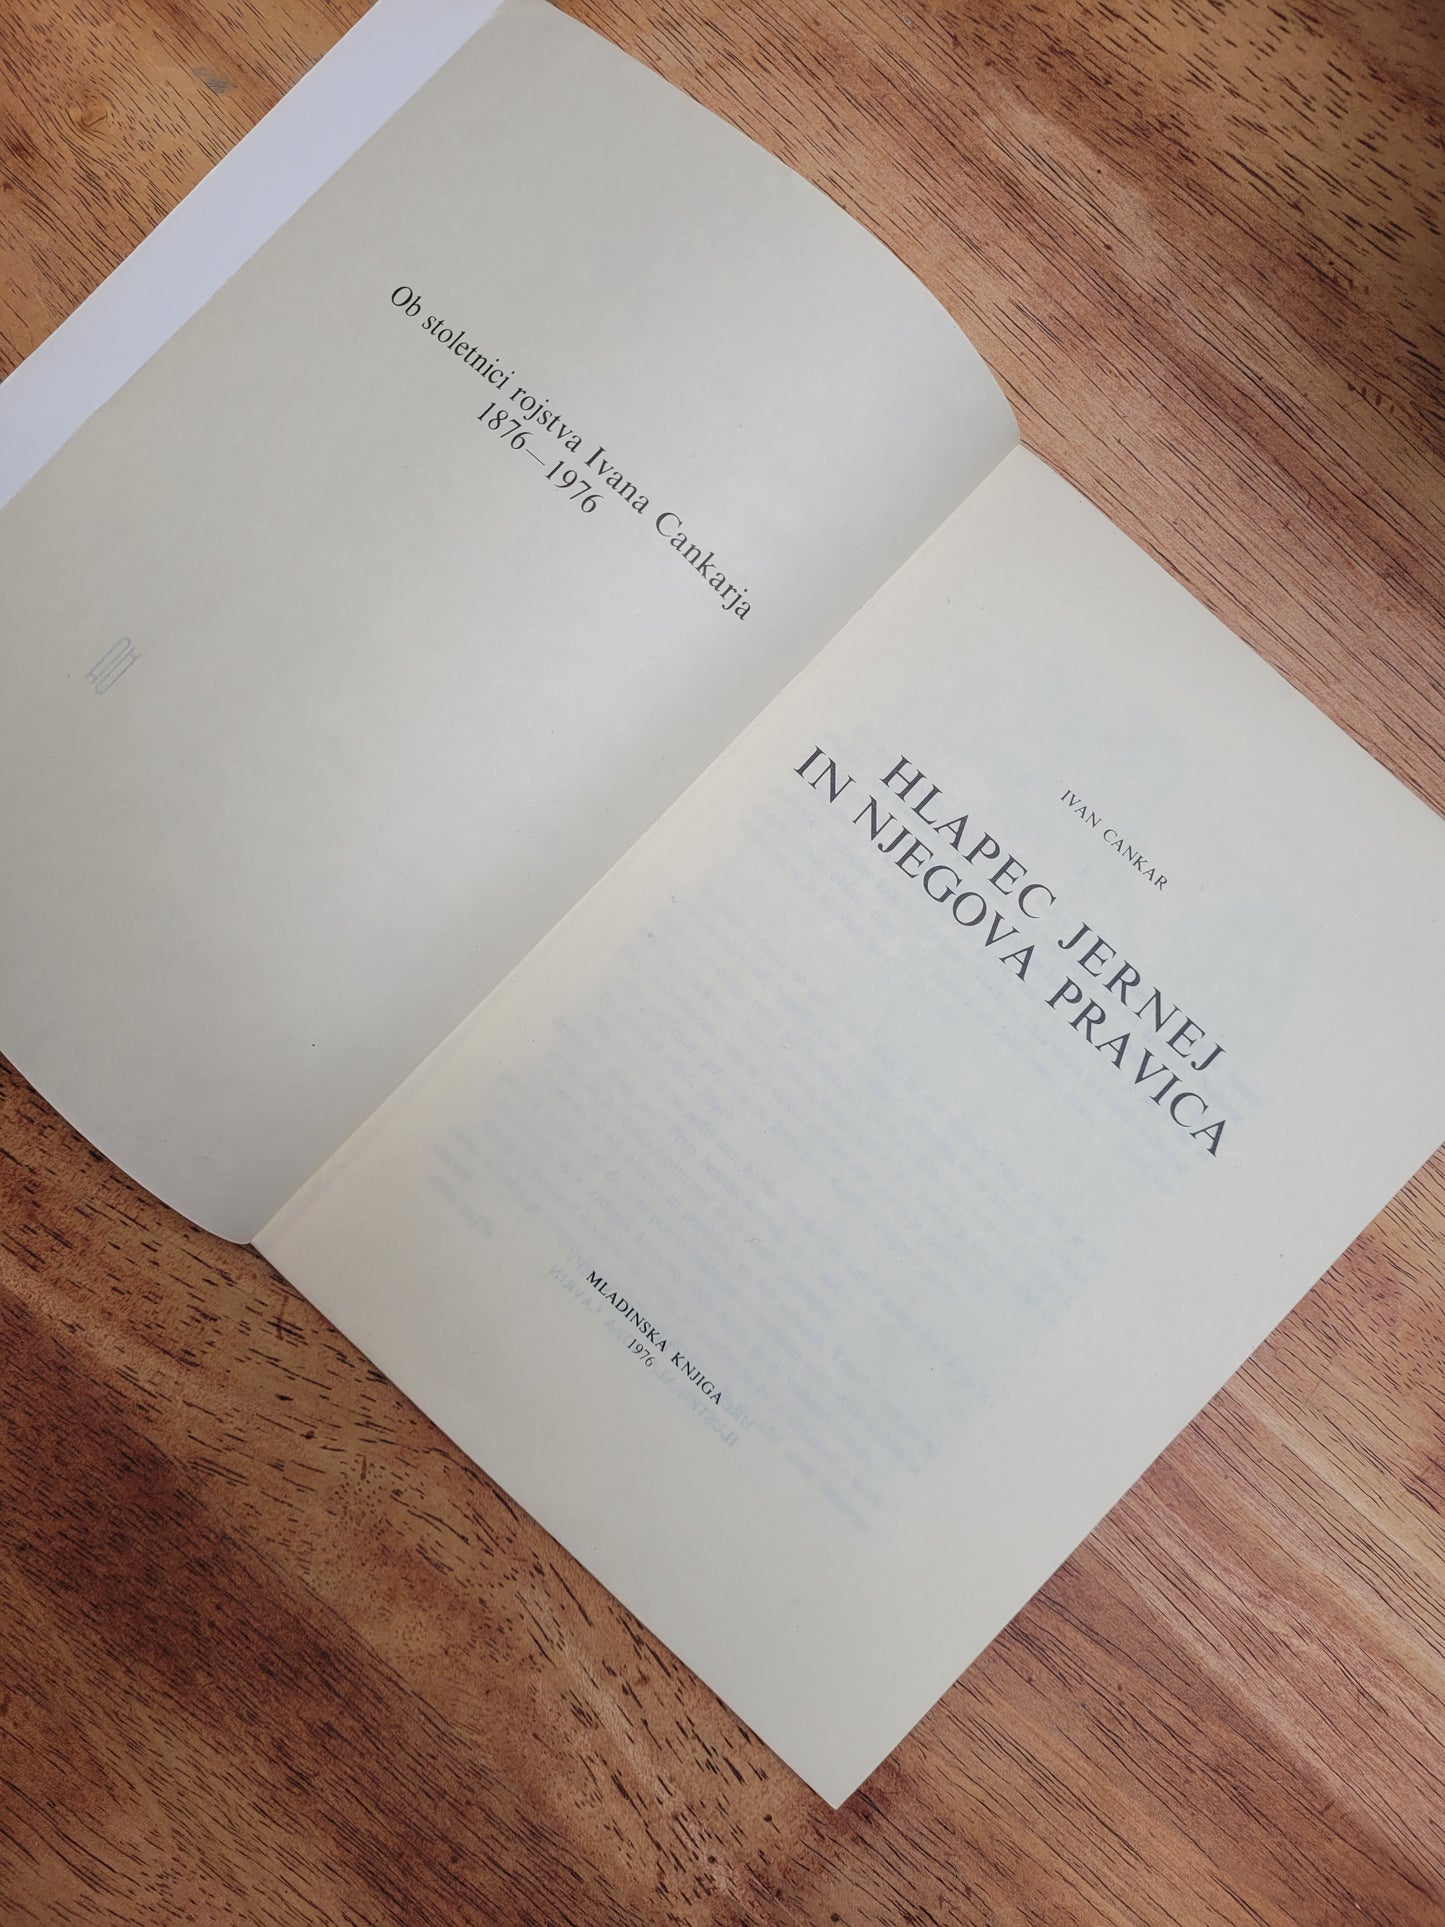 Ob stoletnici rojstva Ivana Cankarja
1876—1976
IVAN CANKAR
HLAPEC JERNEJ
IN NJEGOVA PRAVICA
MLADINSKA KNJIGA
1976